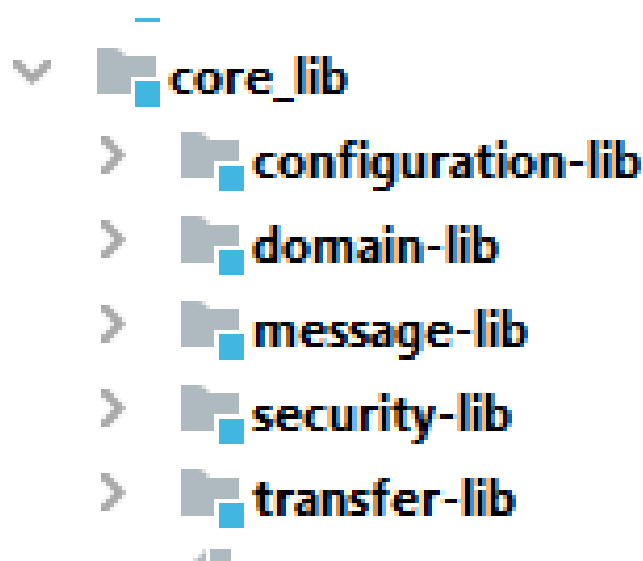 core_lib
configuration-lib
domain-lib
message-lib
security-lib
transfer-lib